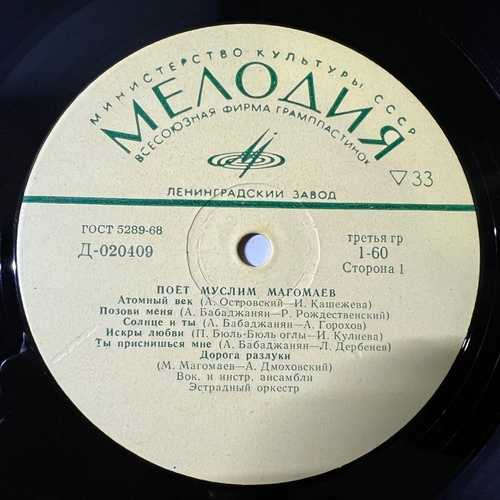 МИНИСТЕРСТВО КУЛЬТУРЫ СССР
МЕЛОДИЯ
ВСЕСОЮЗНАЯ ФИРМА ГРАМПЛАСТИНОК
ЛЕНИНГРАДСКИЙ ЗАВОД
▽33
ГОСТ 5289-68
Д-020409
третья гр
1-60
Сторона 1
ПОЕТ МУСЛИМ МАГОМАЕВ
Атомный век (А. Островский—И. Кашежева)
Позови меня (А. Бабаджанян—Р. Рождественский)
Солнце и ты (А. Бабаджанян—А. Горохов)
Искры любви (П. Бюль-Бюль оглы—И. Кулиева)
Ты приснишься мне (А. Бабаджанян—Л. Дербенев)
Дорога разлуки
(М. Магомаев—А. Дмоховский)
Вок. и инстр. ансамбли
Эстрадный оркестр